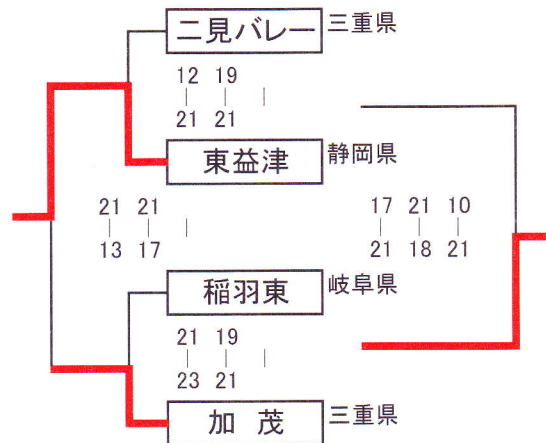 二見バレー 三重県
12 19
| | |
21 21
東益津 静岡県
21 21
| | |
13 17
17 21 10
| | |
21 18 21
稲羽東 岐阜県
21 19
| | |
23 21
加 茂 三重県